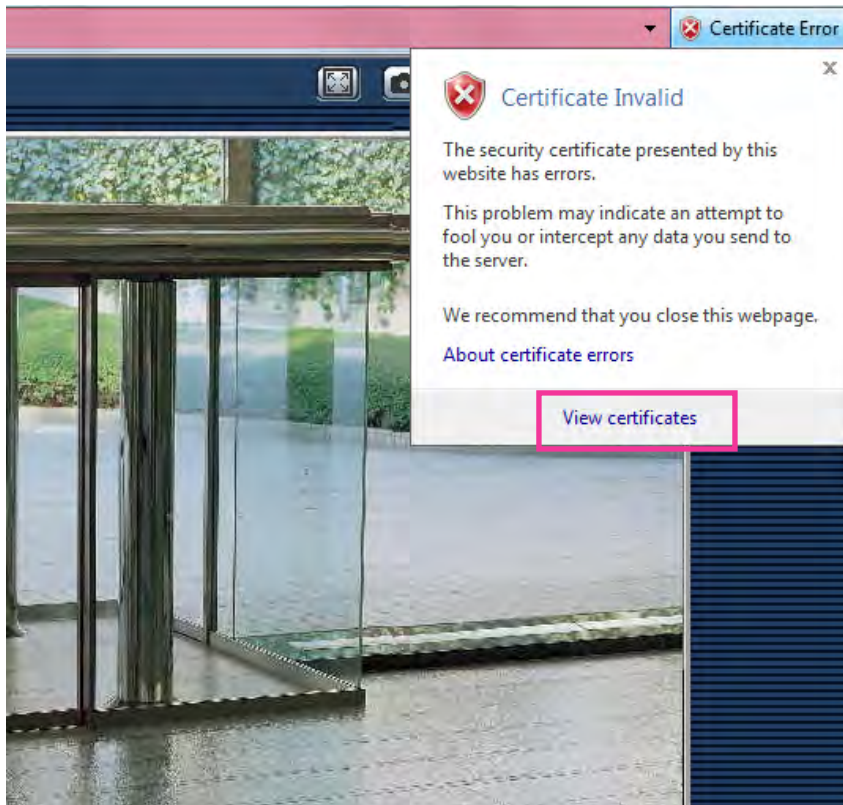 Certificate Error
Certificate Invalid
The security certificate presented by this
website has errors.
This problem may indicate an attempt to
fool you or intercept any data you send to
the server.
We recommend that you close this webpage.
About certificate errors
View certificates